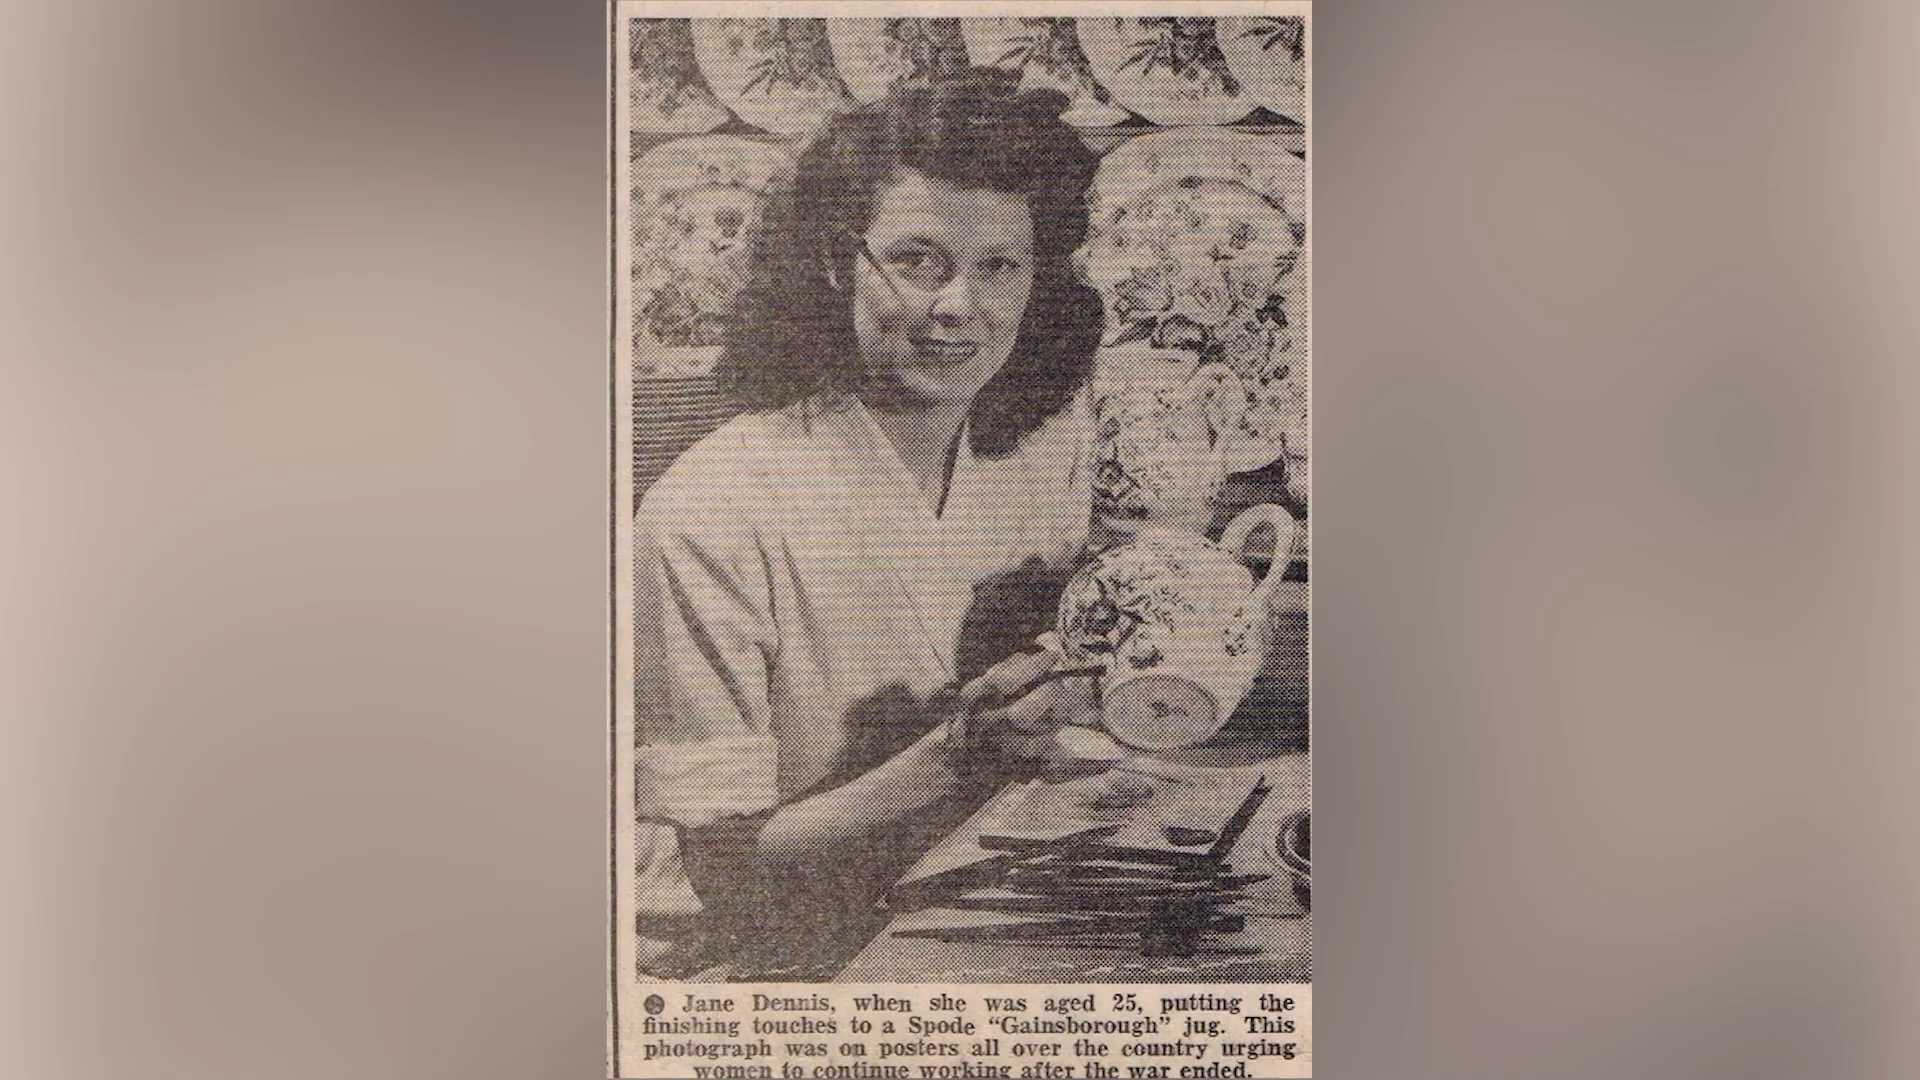 Jane Dennis, when she was aged 25, putting the
finishing touches to a Spode “Gainsborough” jug. This
photograph was on posters all over the country urging
women to continue working after the war ended.